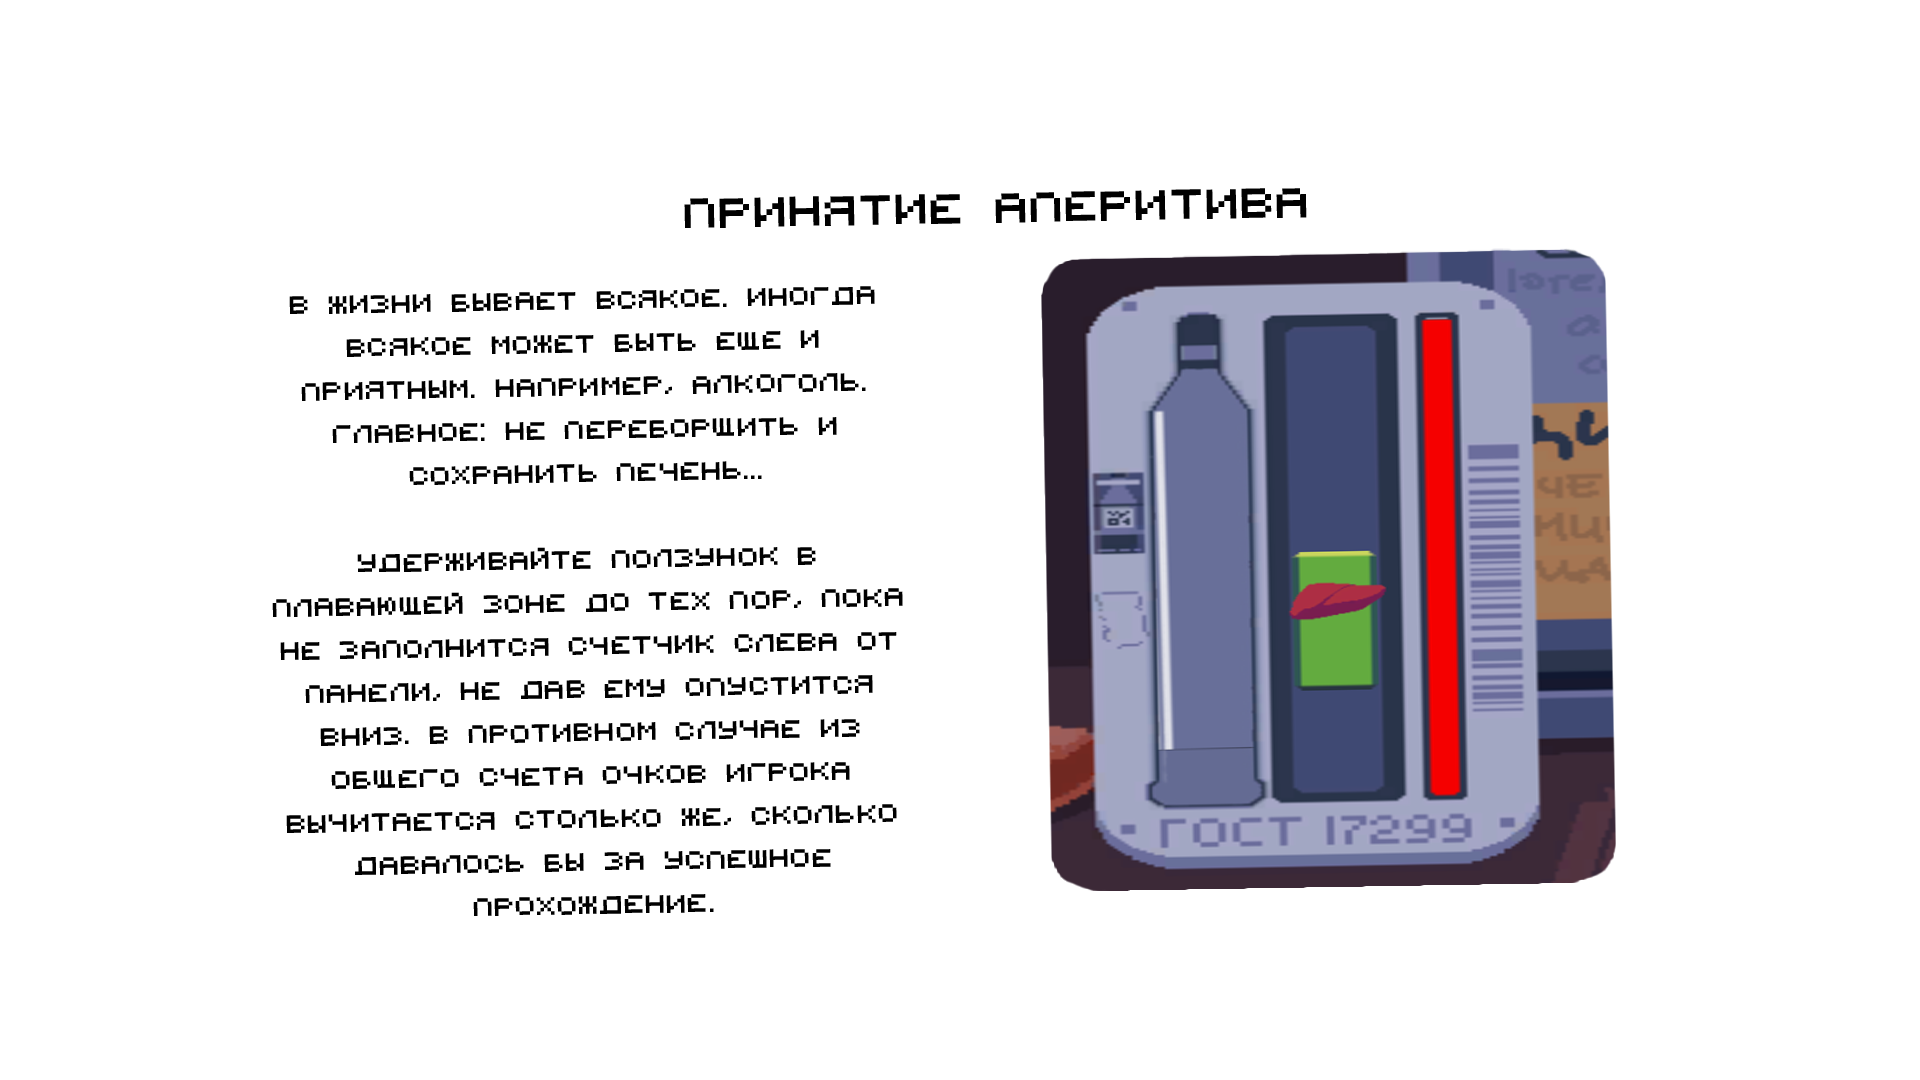 ПРИНЯТИЕ АПЕРИТИВА
В ЖИЗНИ БЫВАЕТ ВСЯКОЕ. ИНОГДА
ВСЯКОЕ МОЖЕТ БЫТЬ ЕЩЕ И
ПРИЯТНЫМ. НАПРИМЕР, АЛКОГОЛЬ.
ГЛАВНОЕ: НЕ ПЕРЕБОРЩИТЬ И
СОХРАНИТЬ ПЕЧЕНЬ...
УДЕРЖИВАЙТЕ ПОЛЗУНОК В
ПЛАВАЮЩЕЙ ЗОНЕ ДО ТЕХ ПОР, ПОКА
НЕ ЗАПОЛНИТСЯ СЧЕТЧИК СЛЕВА ОТ
ПАНЕЛИ, НЕ ДАВ ЕМУ ОПУСТИТСЯ
ВНИЗ. В ПРОТИВНОМ СЛУЧАЕ ИЗ
ОБЩЕГО СЧЕТА ОЧКОВ ИГРОКА
ВЫЧИТАЕТСЯ СТОЛЬКО ЖЕ, СКОЛЬКО
ДАВАЛОСЬ БЫ ЗА УСПЕШНОЕ
ПРОХОЖДЕНИЕ.
ГОСТ 17299